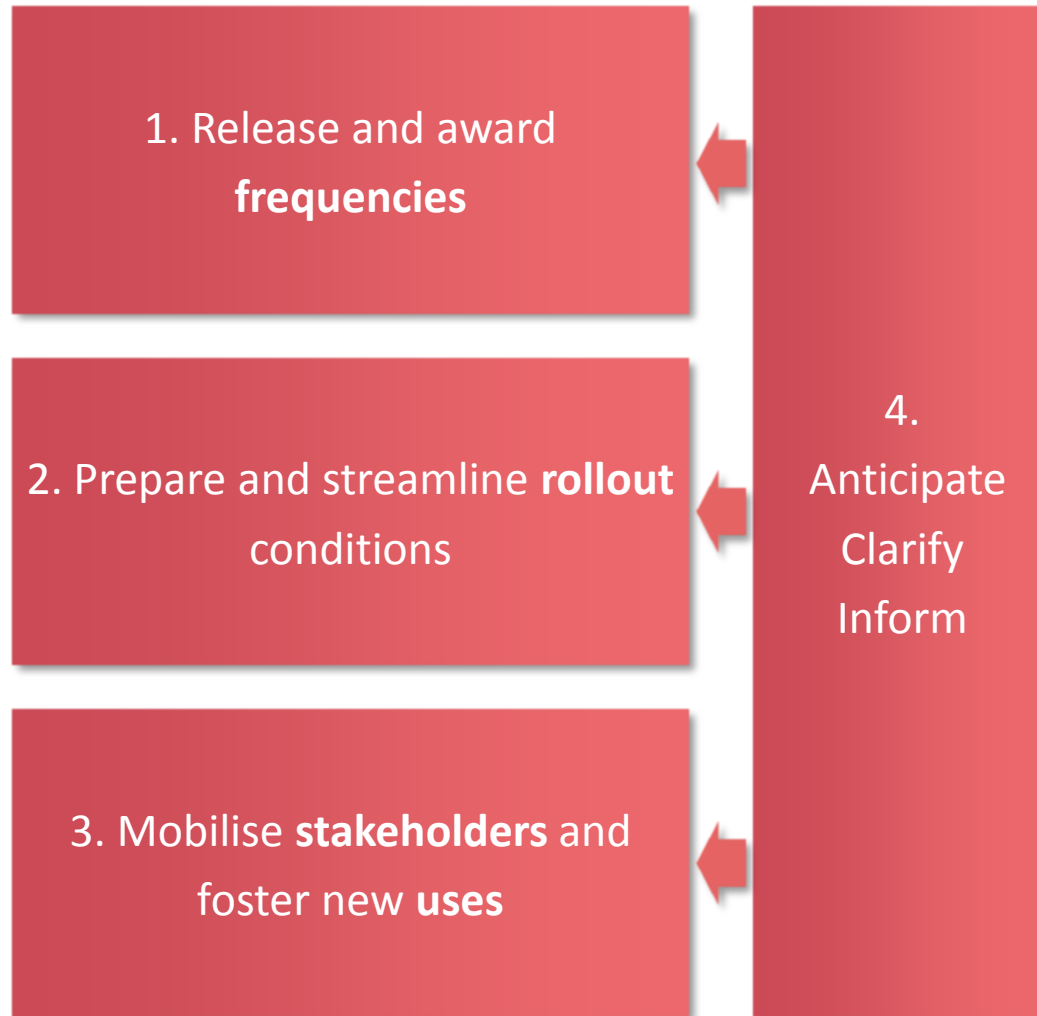 1. Release and award
frequencies
2. Prepare and streamline rollout
conditions
3. Mobilise stakeholders and
foster new uses
4.
Anticipate
Clarify
Inform